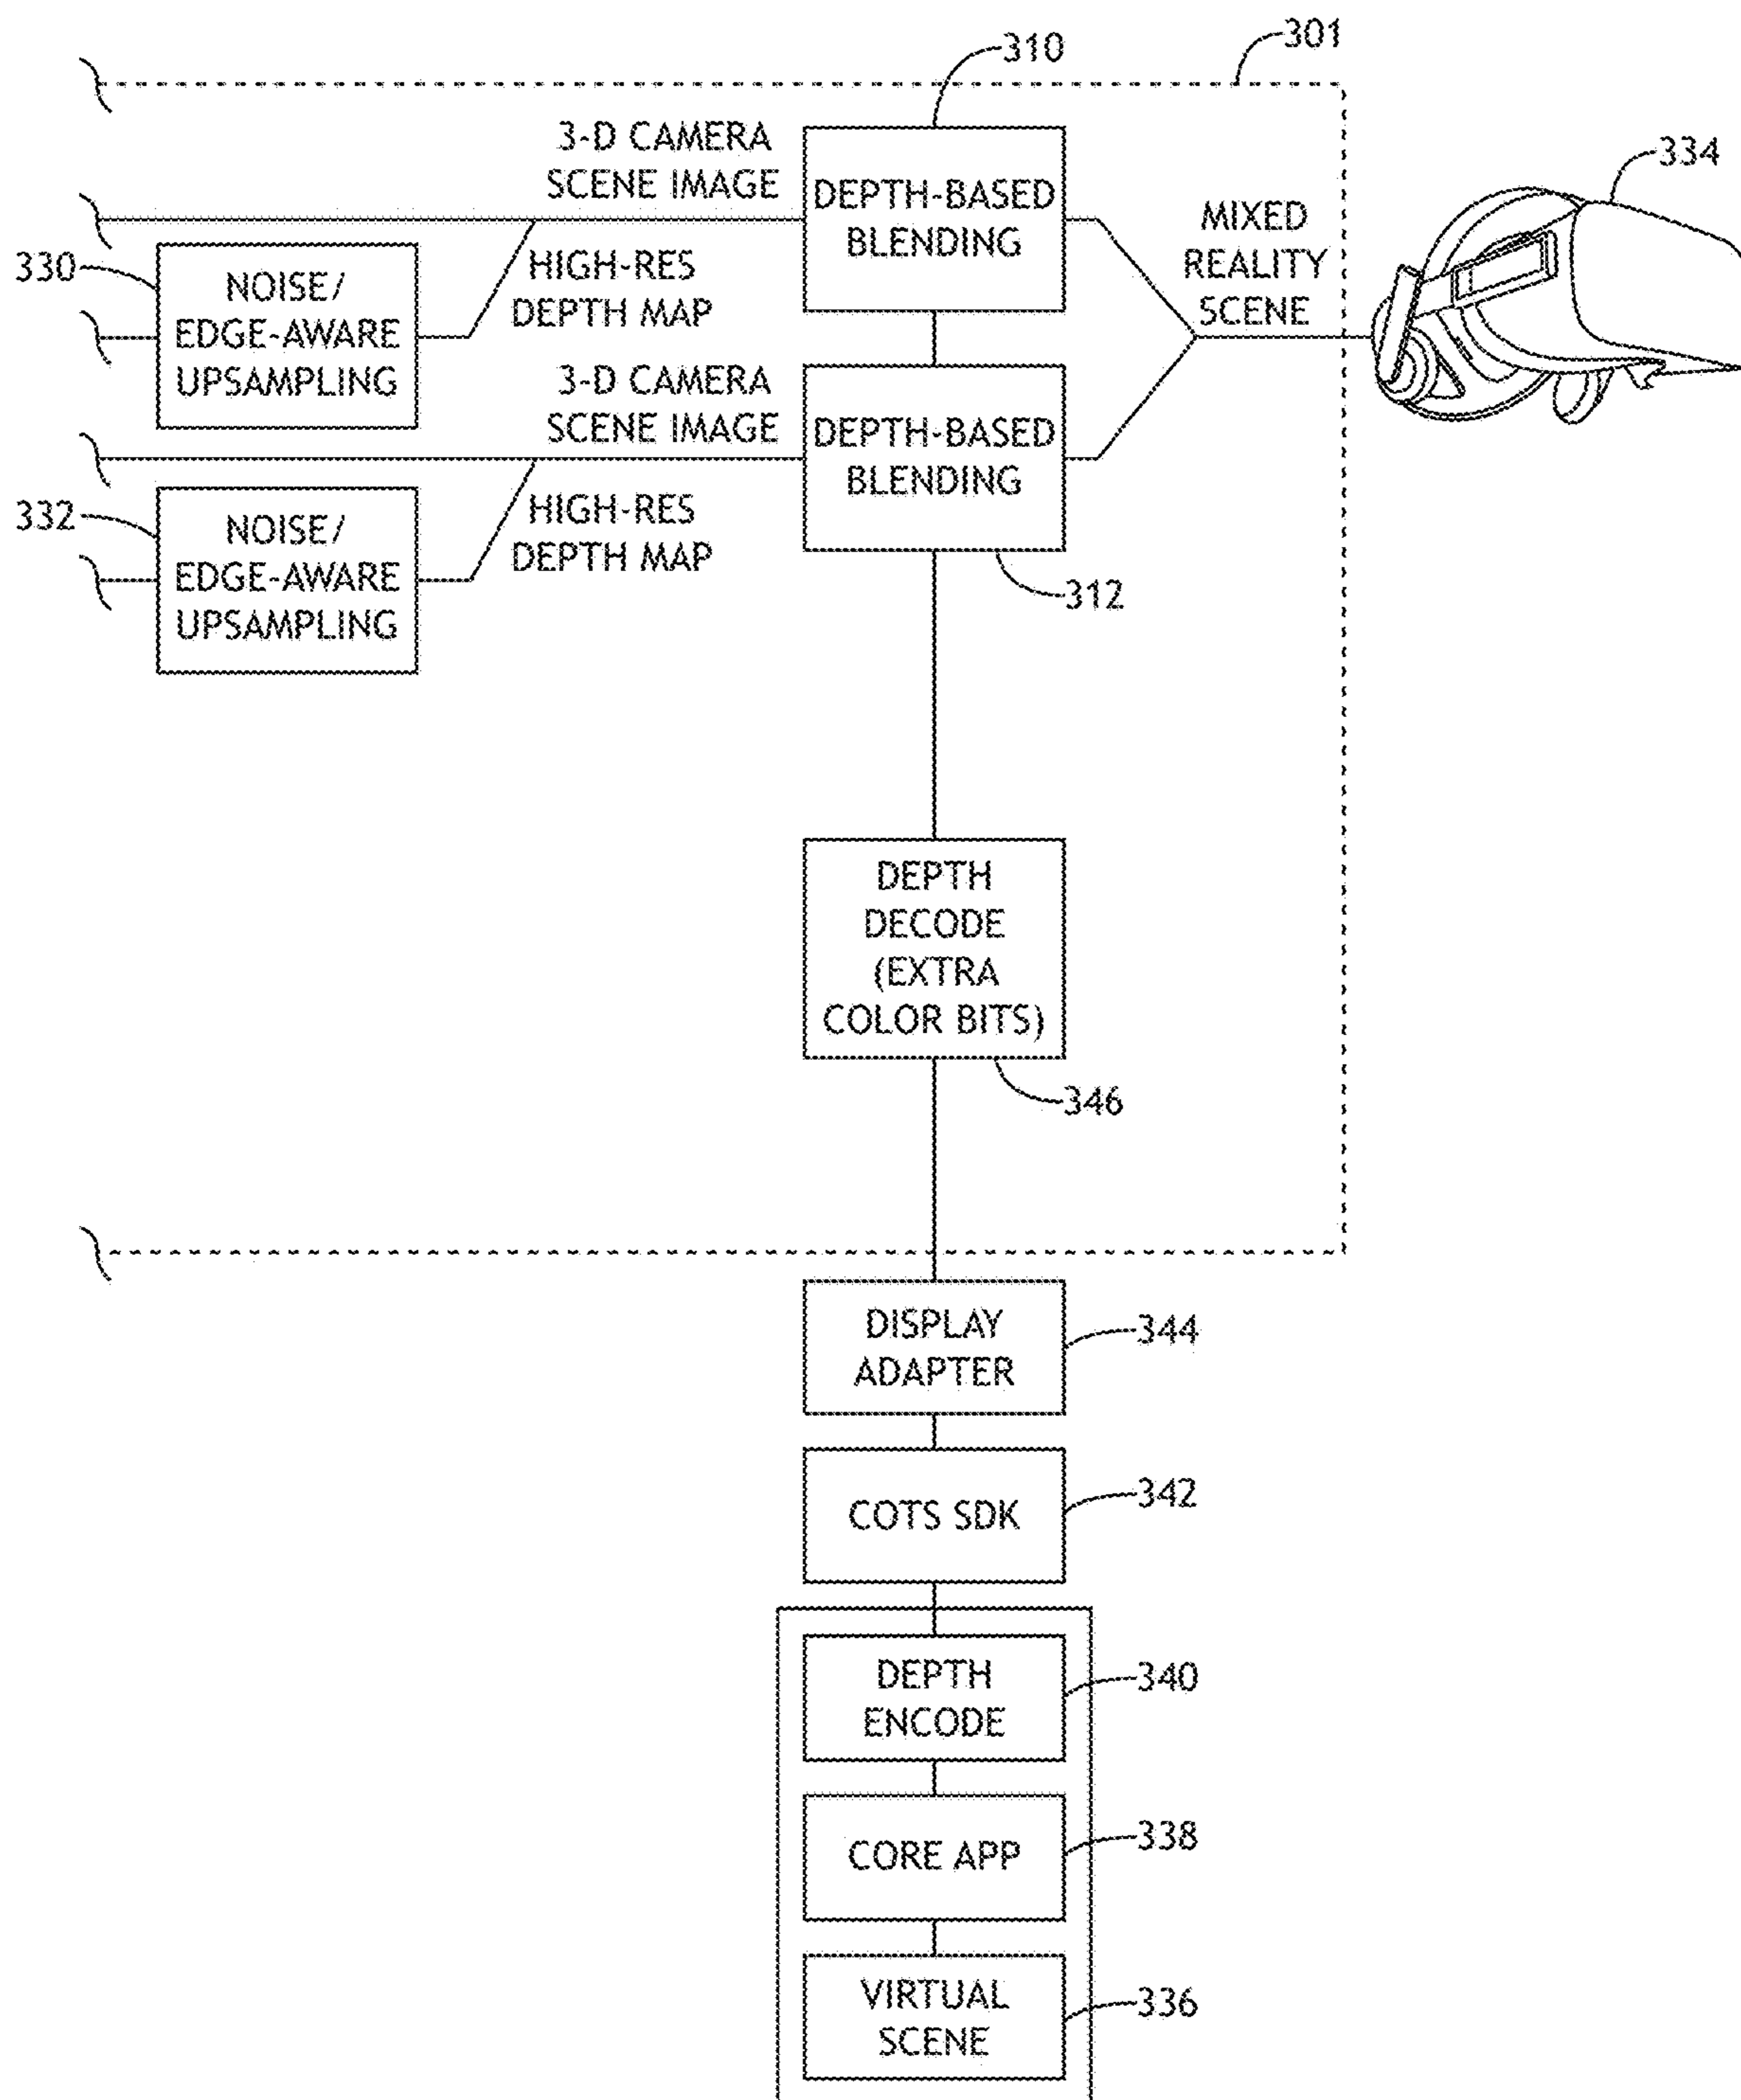 301
310
3-D CAMERA
SCENE IMAGE
DEPTH-BASED
BLENDING
334
MIXED
REALITY
SCENE
330
NOISE/
EDGE-AWARE
UPSAMPLING
HIGH-RES
DEPTH MAP
3-D CAMERA
SCENE IMAGE
DEPTH-BASED
BLENDING
332
NOISE/
EDGE-AWARE
UPSAMPLING
HIGH-RES
DEPTH MAP
312
DEPTH
DECODE
(EXTRA
COLOR BITS)
346
DISPLAY
ADAPTER
344
COTS SDK
342
DEPTH
ENCODE
340
CORE APP
338
VIRTUAL
SCENE
336